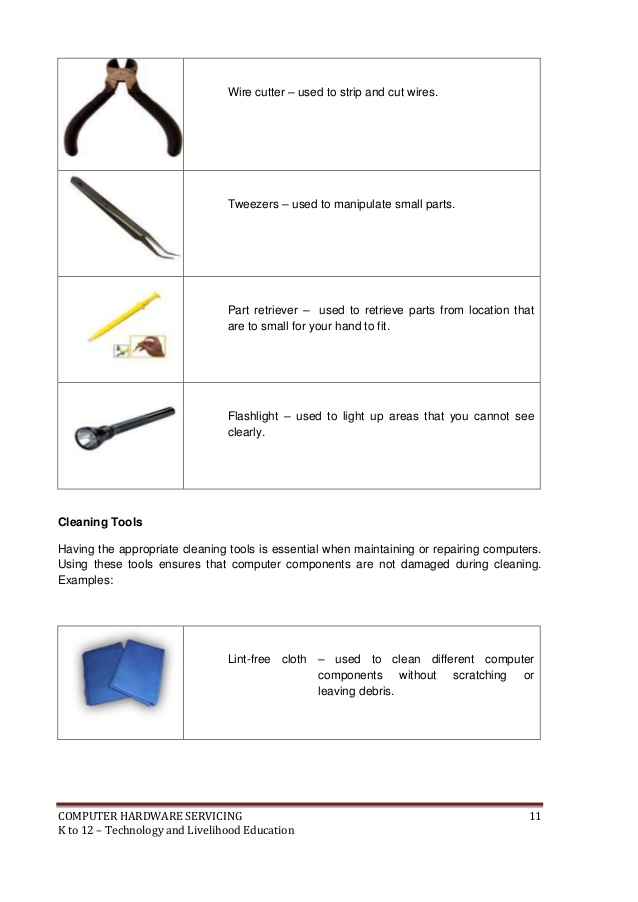 Wire cutter – used to strip and cut wires.
Tweezers – used to manipulate small parts.
Part retriever – used to retrieve parts from location that
are to small for your hand to fit.
Flashlight – used to light up areas that you cannot see
clearly.
Cleaning Tools
Having the appropriate cleaning tools is essential when maintaining or repairing computers.
Using these tools ensures that computer components are not damaged during cleaning.
Examples:
Lint-free cloth – used to clean different computer
components without scratching or
leaving debris.
COMPUTER HARDWARE SERVICING 11
K to 12 – Technology and Livelihood Education